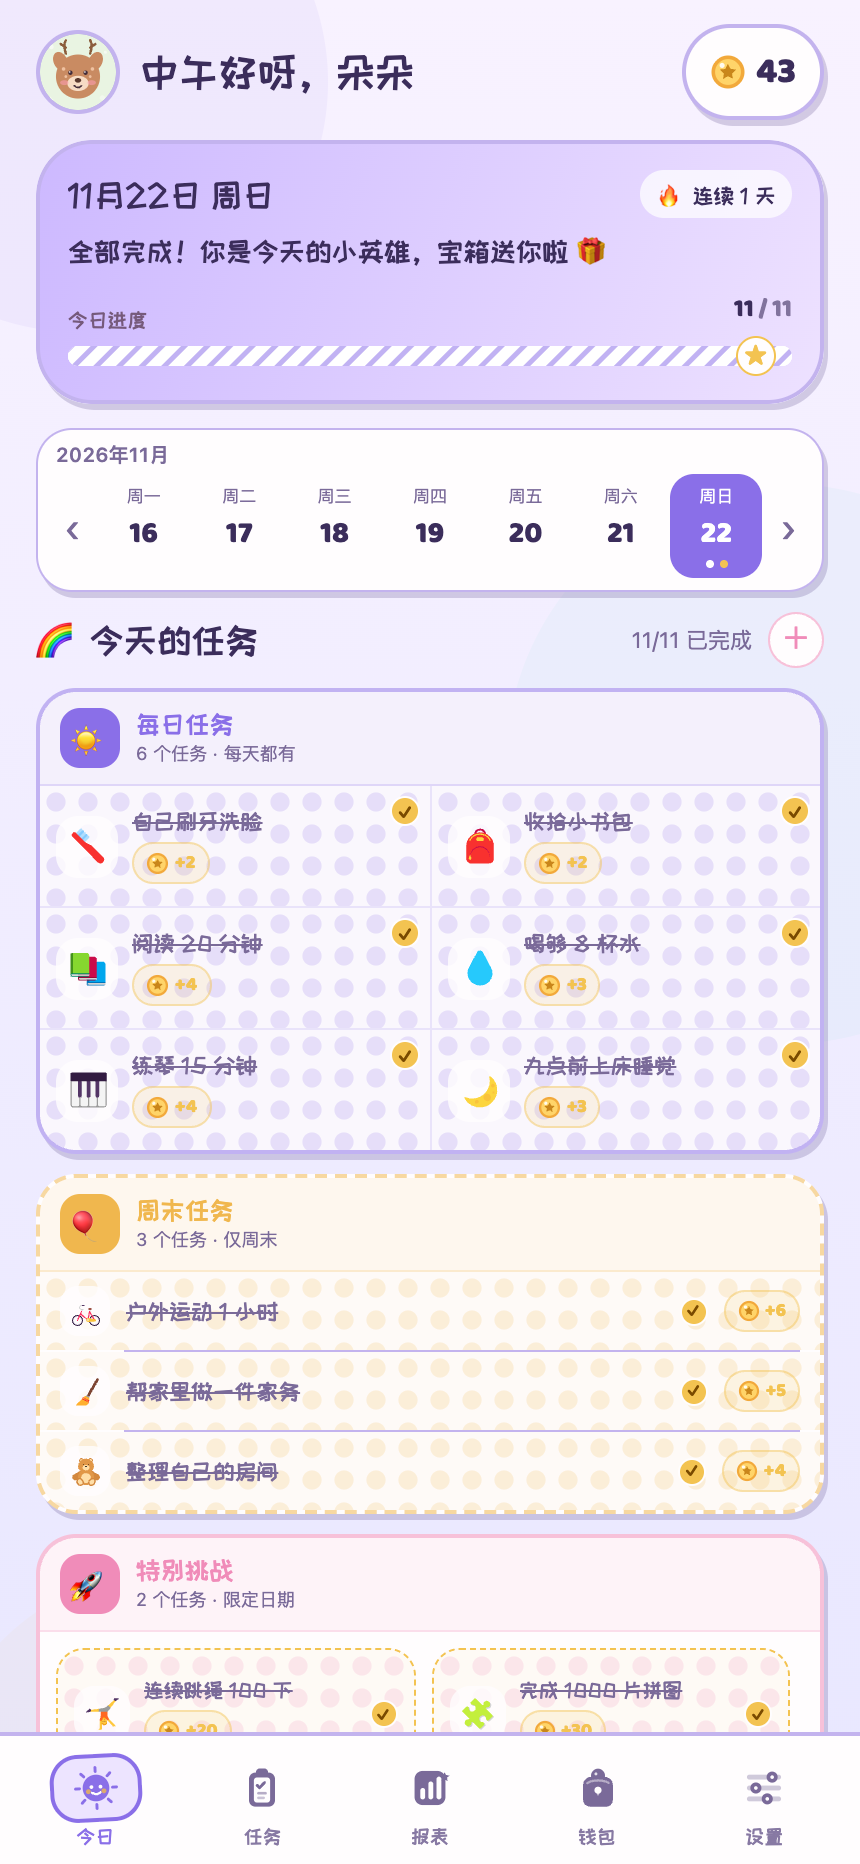 中午好呀，朵朵
43
11月22日 周日
连续 1 天
全部完成！你是今天的小英雄，宝箱送你啦
11 / 11
今日进度
2026年11月
周一 周二 周三 周四 周五 周六 周日
16 17 18 19 20 21 22
今天的任务
11/11 已完成
每日任务
6 个任务 · 每天都有
自己刷牙洗脸
+2
收拾小书包
+2
阅读 20 分钟
+4
喝够 8 杯水
+3
练琴 15 分钟
+4
九点前上床睡觉
+3
周末任务
3 个任务 · 仅周末
户外运动 1 小时
+6
帮家里做一件家务
+5
整理自己的房间
+4
特别挑战
2 个任务 · 限定日期
连续跳绳 100 下
+20
完成 1000 片拼图
+30
今日 任务 报表 钱包 设置